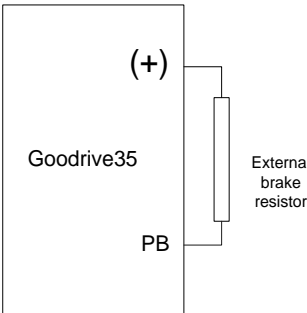 (+)
Goodrive35
Externa
brake
resistor
PB